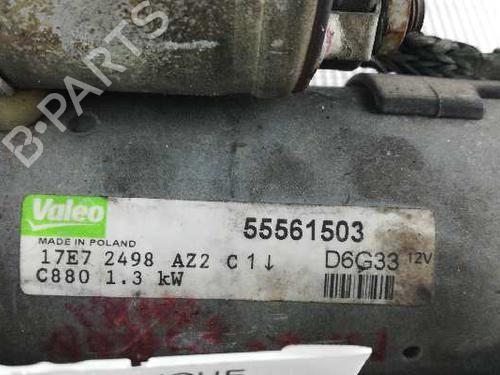 B-PARTS
Valeo
MADE IN POLAND
55561503
17E7 2498 AZ2 C1↓
D6G33 12V
C880 1.3 kW